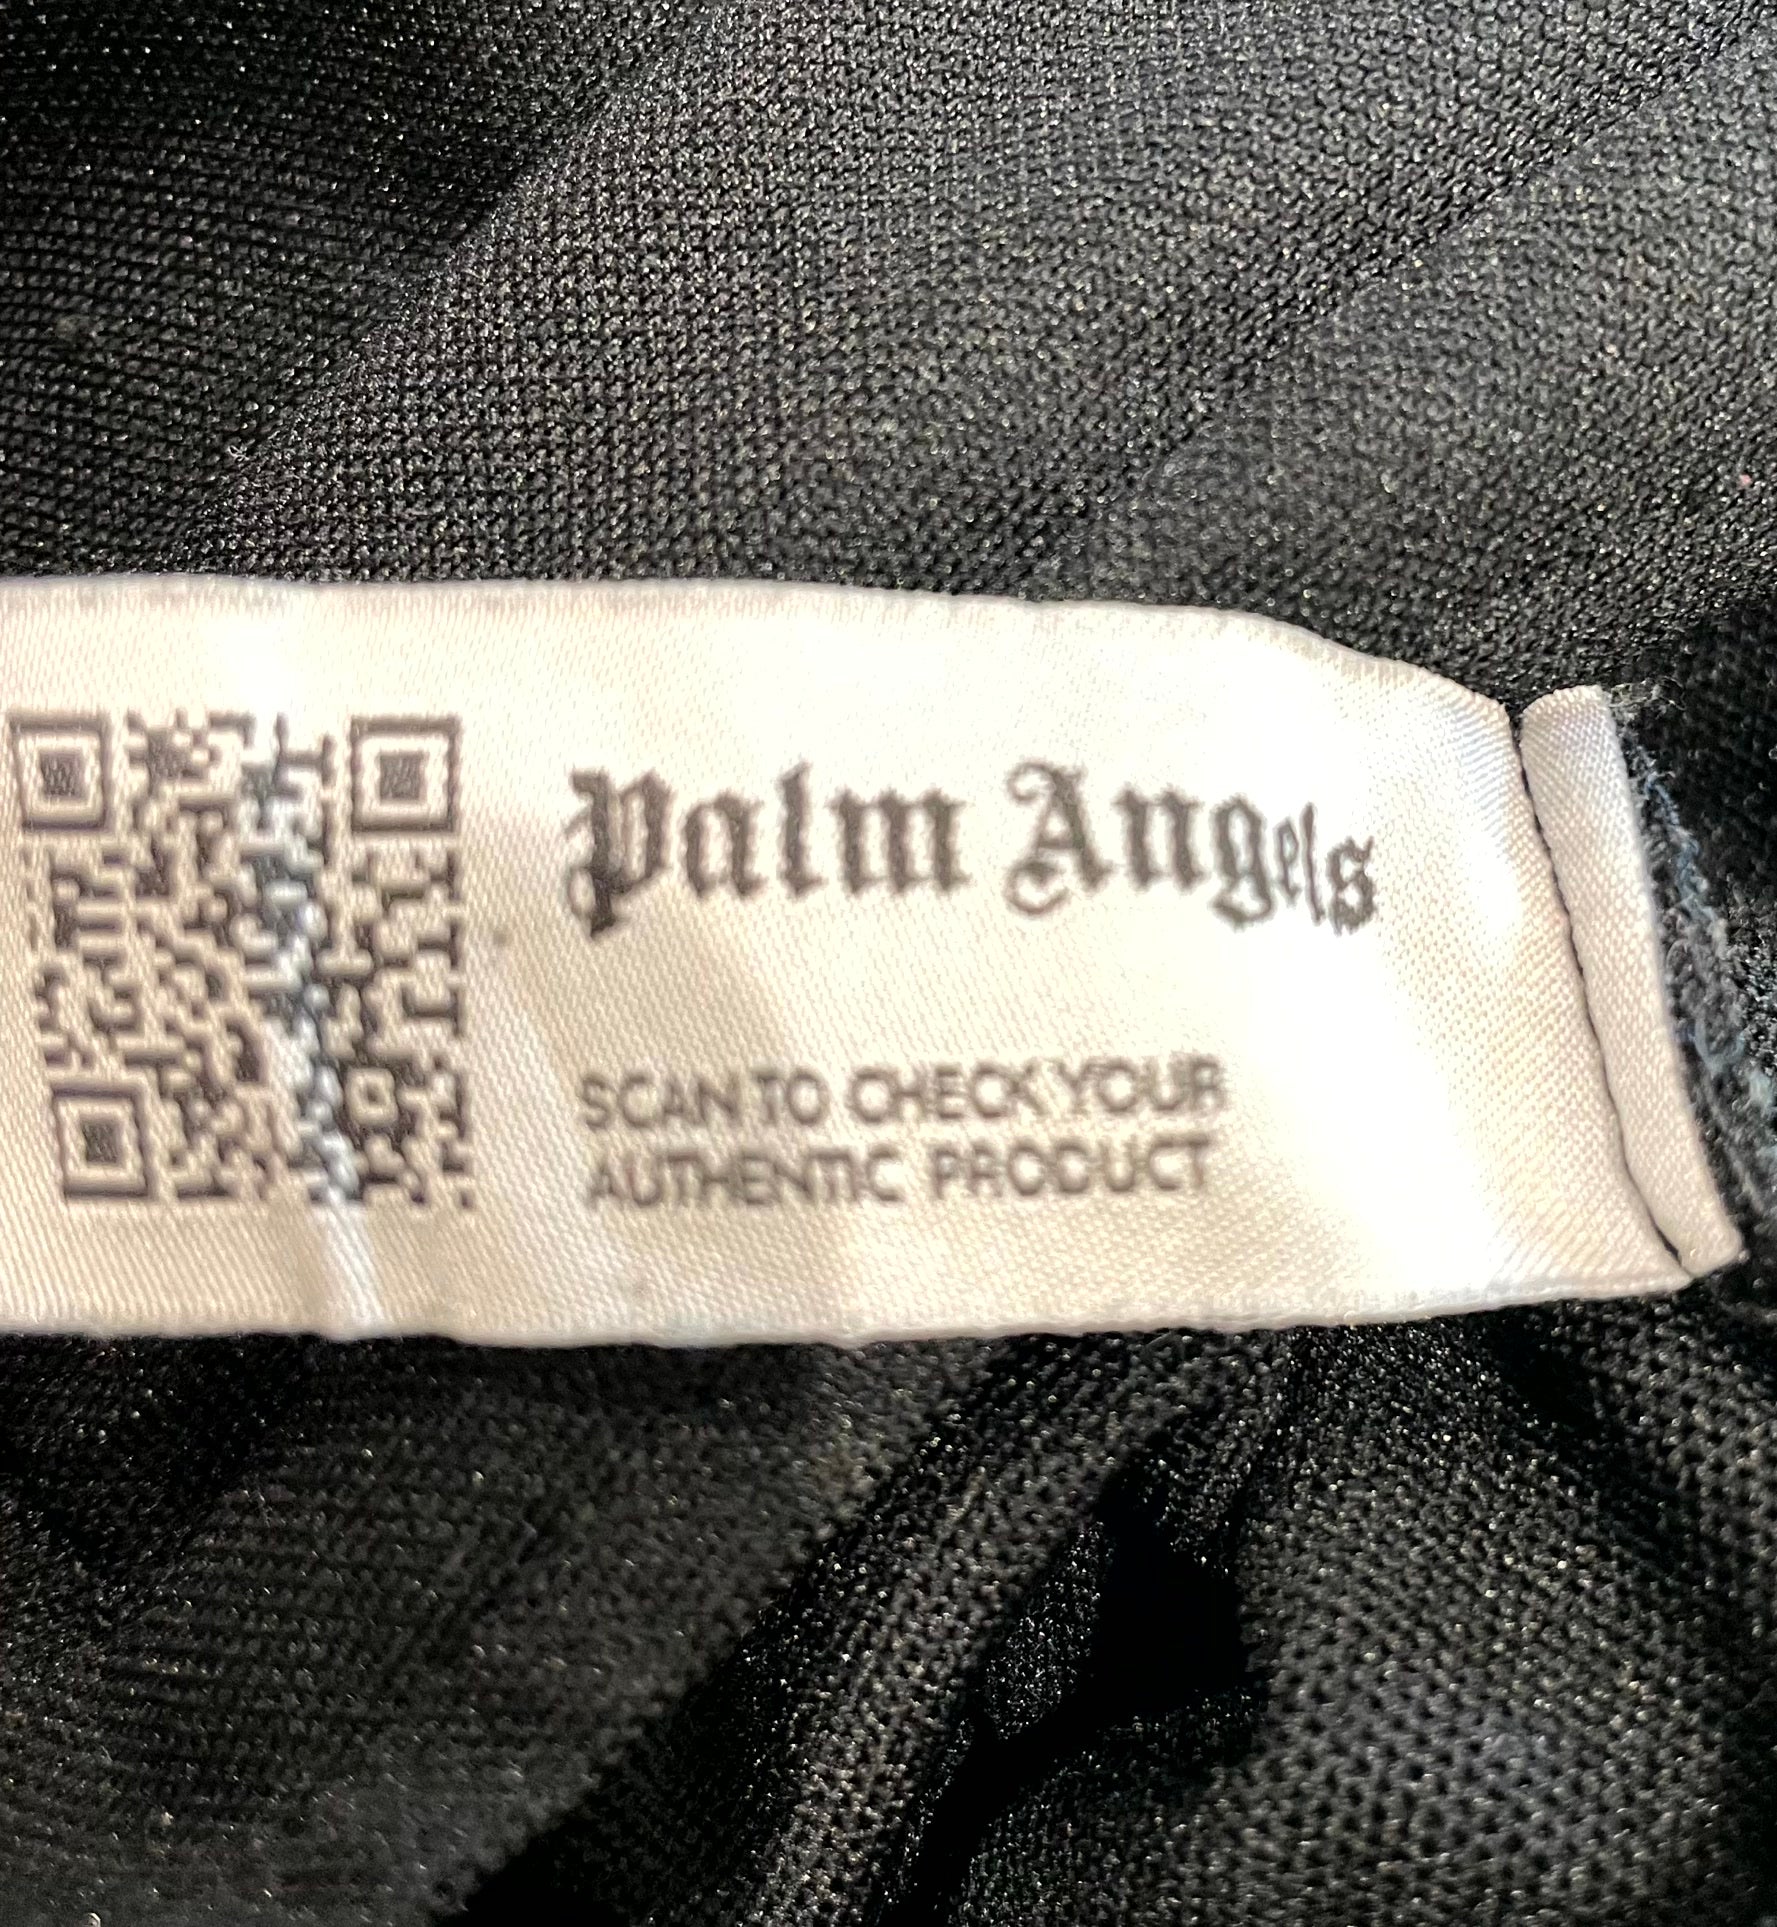 Palm Angels
SCAN TO CHECK YOUR
AUTHENTIC PRODUCT